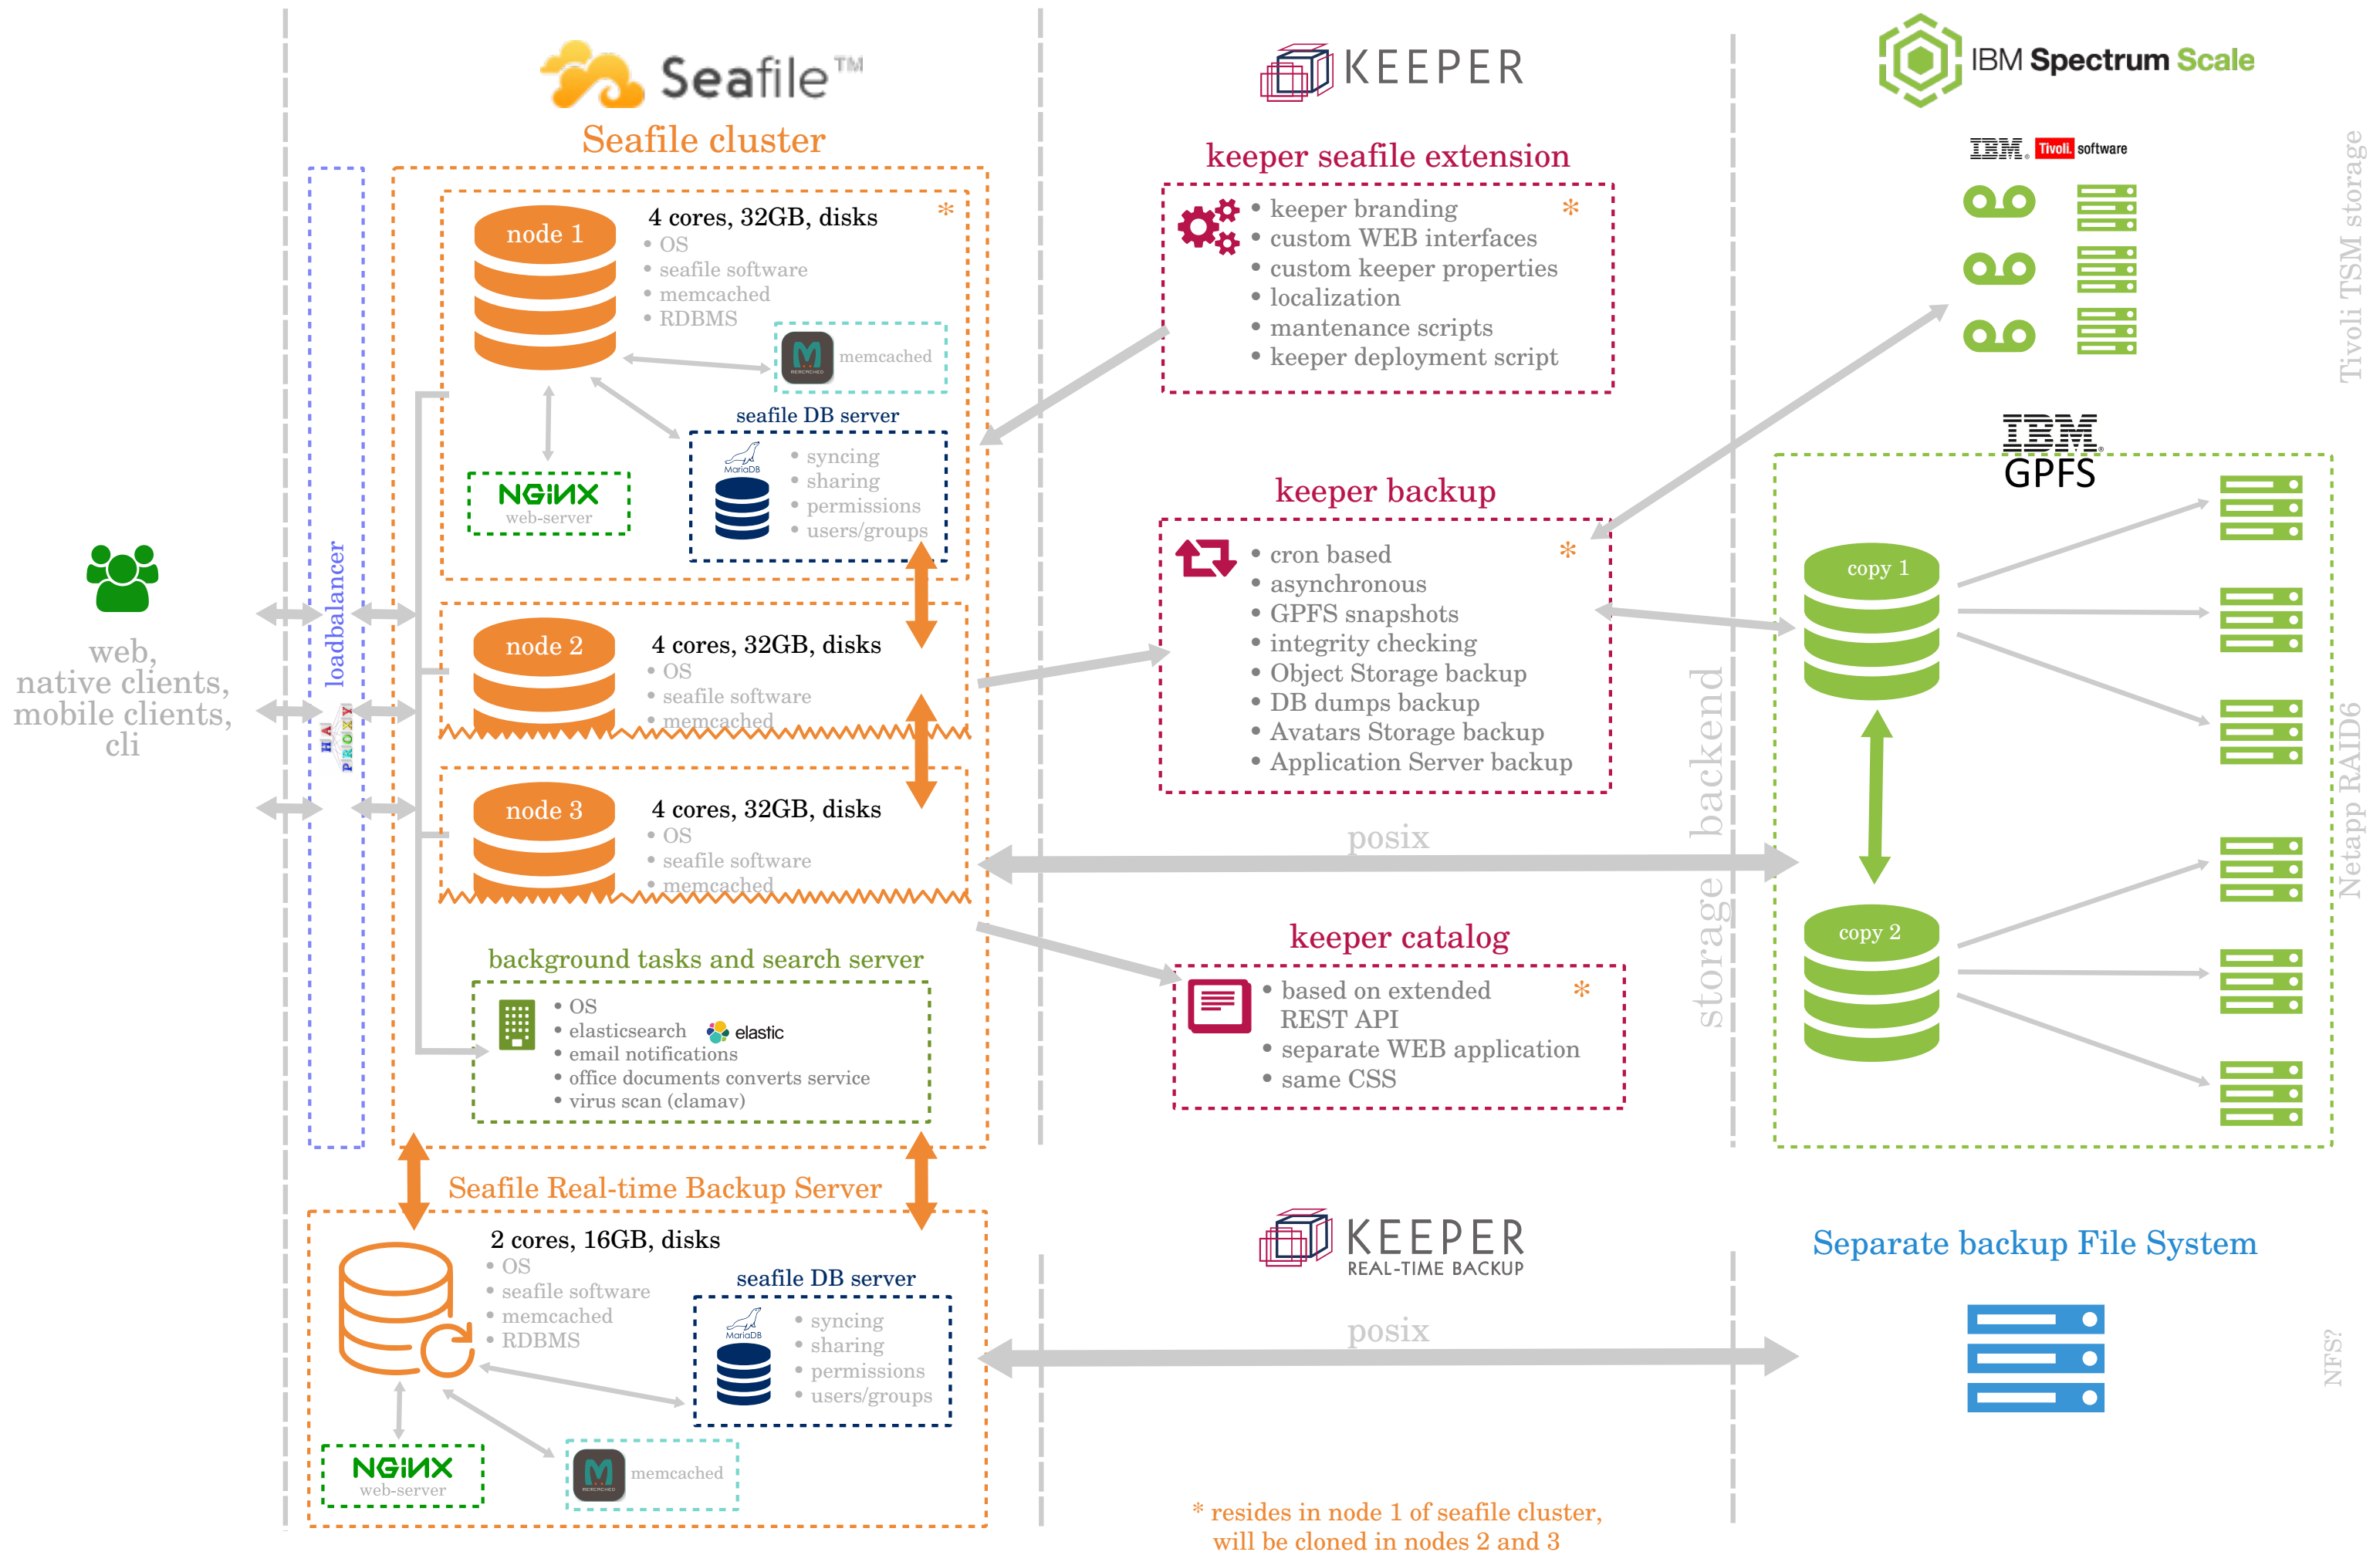 web,
native clients,
mobile clients,
cli
loadbalancer
HA
PROXY
Seafile™
Seafile cluster
node 1
4 cores, 32GB, disks
*
• OS
• seafile software
• memcached
• RDBMS
MEMCACHED
memcached
seafile DB server
MariaDB
• syncing
• sharing
• permissions
• users/groups
NGiNX
web-server
node 2
4 cores, 32GB, disks
• OS
• seafile software
• memcached
node 3
4 cores, 32GB, disks
• OS
• seafile software
• memcached
background tasks and search server
• OS
• elasticsearch
elastic
• email notifications
• office documents converts service
• virus scan (clamav)
Seafile Real-time Backup Server
2 cores, 16GB, disks
• OS
• seafile software
• memcached
• RDBMS
seafile DB server
MariaDB
• syncing
• sharing
• permissions
• users/groups
NGiNX
web-server
MEMCACHED
memcached
KEEPER
keeper seafile extension
• keeper branding
*
• custom WEB interfaces
• custom keeper properties
• localization
• mantenance scripts
• keeper deployment script
keeper backup
• cron based
*
• asynchronous
• GPFS snapshots
• integrity checking
• Object Storage backup
• DB dumps backup
• Avatars Storage backup
• Application Server backup
posix
keeper catalog
• based on extended
*
REST API
• separate WEB application
• same CSS
KEEPER
REAL-TIME BACKUP
posix
* resides in node 1 of seafile cluster,
will be cloned in nodes 2 and 3
storage backend
IBM Spectrum Scale
IBM® Tivoli. software
Tivoli TSM storage
IBM®
GPFS
copy 1
copy 2
Netapp RAID6
Separate backup File System
NFS?